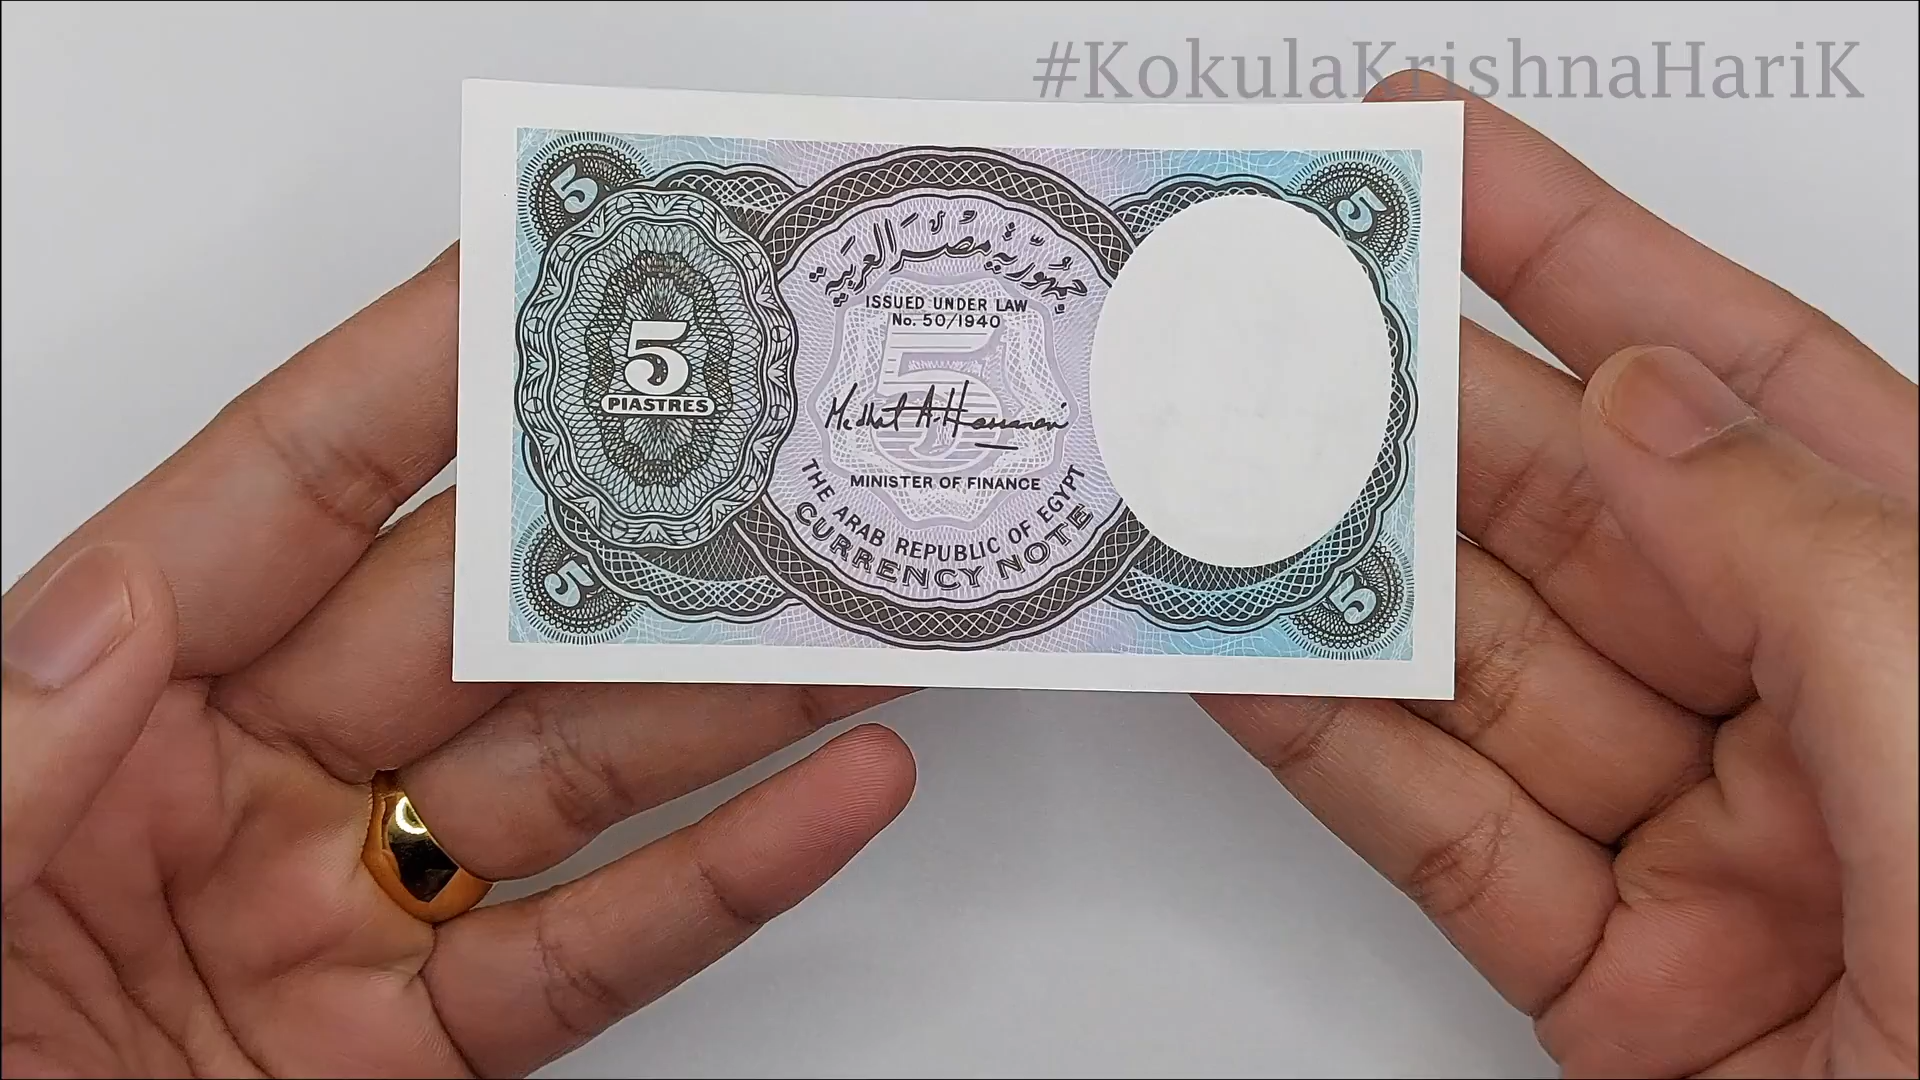 #KokulaKrishnaHariK
5
5
جمهورية مصر العربية
ISSUED UNDER LAW
No. 50/1940
5
PIASTRES
5
Medhat A. Hassanein
MINISTER OF FINANCE
THE ARAB REPUBLIC OF EGYPT
CURRENCY NOTE
5
5